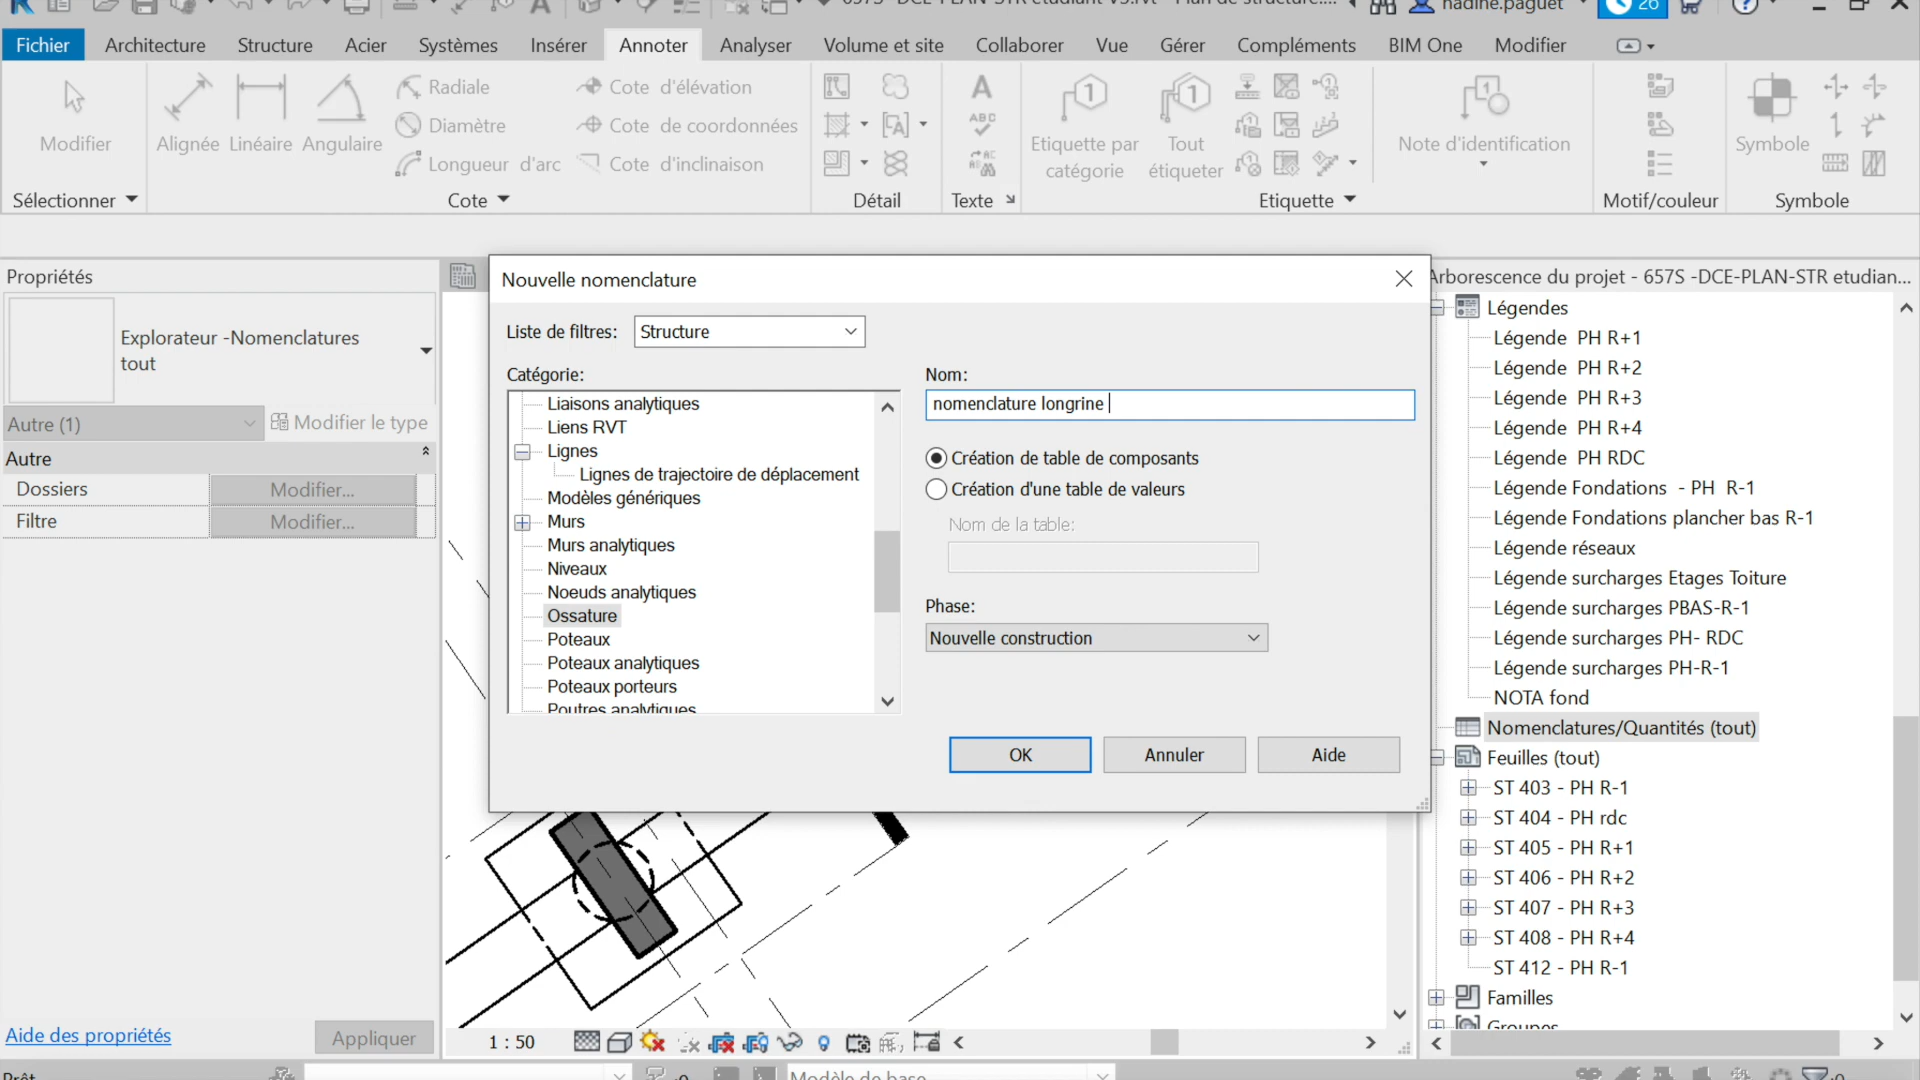 nadine.paguet
26
Fichier Architecture Structure Acier Systèmes Insérer Annoter Analyser Volume et site Collaborer Vue Gérer Compléments BIM One Modifier
Modifier
Alignée Linéaire Angulaire
Radiale
Diamètre
Longueur d'arc
Cote d'élévation
Cote de coordonnées
Cote d'inclinaison
Etiquette par
catégorie
Tout
étiqueter
Note d'identification
Symbole
Sélectionner
Cote
Détail
Texte
Etiquette
Motif/couleur
Symbole
Propriétés
Explorateur -Nomenclatures
tout
Autre (1)
Modifier le type
Autre
Dossiers Modifier...
Filtre Modifier...
Aide des propriétés
Appliquer
Nouvelle nomenclature
Liste de filtres: Structure
Catégorie:
Liaisons analytiques
Liens RVT
Lignes
Lignes de trajectoire de déplacement
Modèles génériques
Murs
Murs analytiques
Niveaux
Noeuds analytiques
Ossature
Poteaux
Poteaux analytiques
Poteaux porteurs
Poutres analytiques
Nom:
nomenclature longrine
Création de table de composants
Création d'une table de valeurs
Nom de la table:
Phase:
Nouvelle construction
OK Annuler Aide
1 : 50
Arborescence du projet - 657S -DCE-PLAN-STR etudian...
Légendes
Légende PH R+1
Légende PH R+2
Légende PH R+3
Légende PH R+4
Légende PH RDC
Légende Fondations - PH R-1
Légende Fondations plancher bas R-1
Légende réseaux
Légende surcharges Etages Toiture
Légende surcharges PBAS-R-1
Légende surcharges PH- RDC
Légende surcharges PH-R-1
NOTA fond
Nomenclatures/Quantités (tout)
Feuilles (tout)
ST 403 - PH R-1
ST 404 - PH rdc
ST 405 - PH R+1
ST 406 - PH R+2
ST 407 - PH R+3
ST 408 - PH R+4
ST 412 - PH R-1
Familles
Groupes
Prêt
Modèle de base